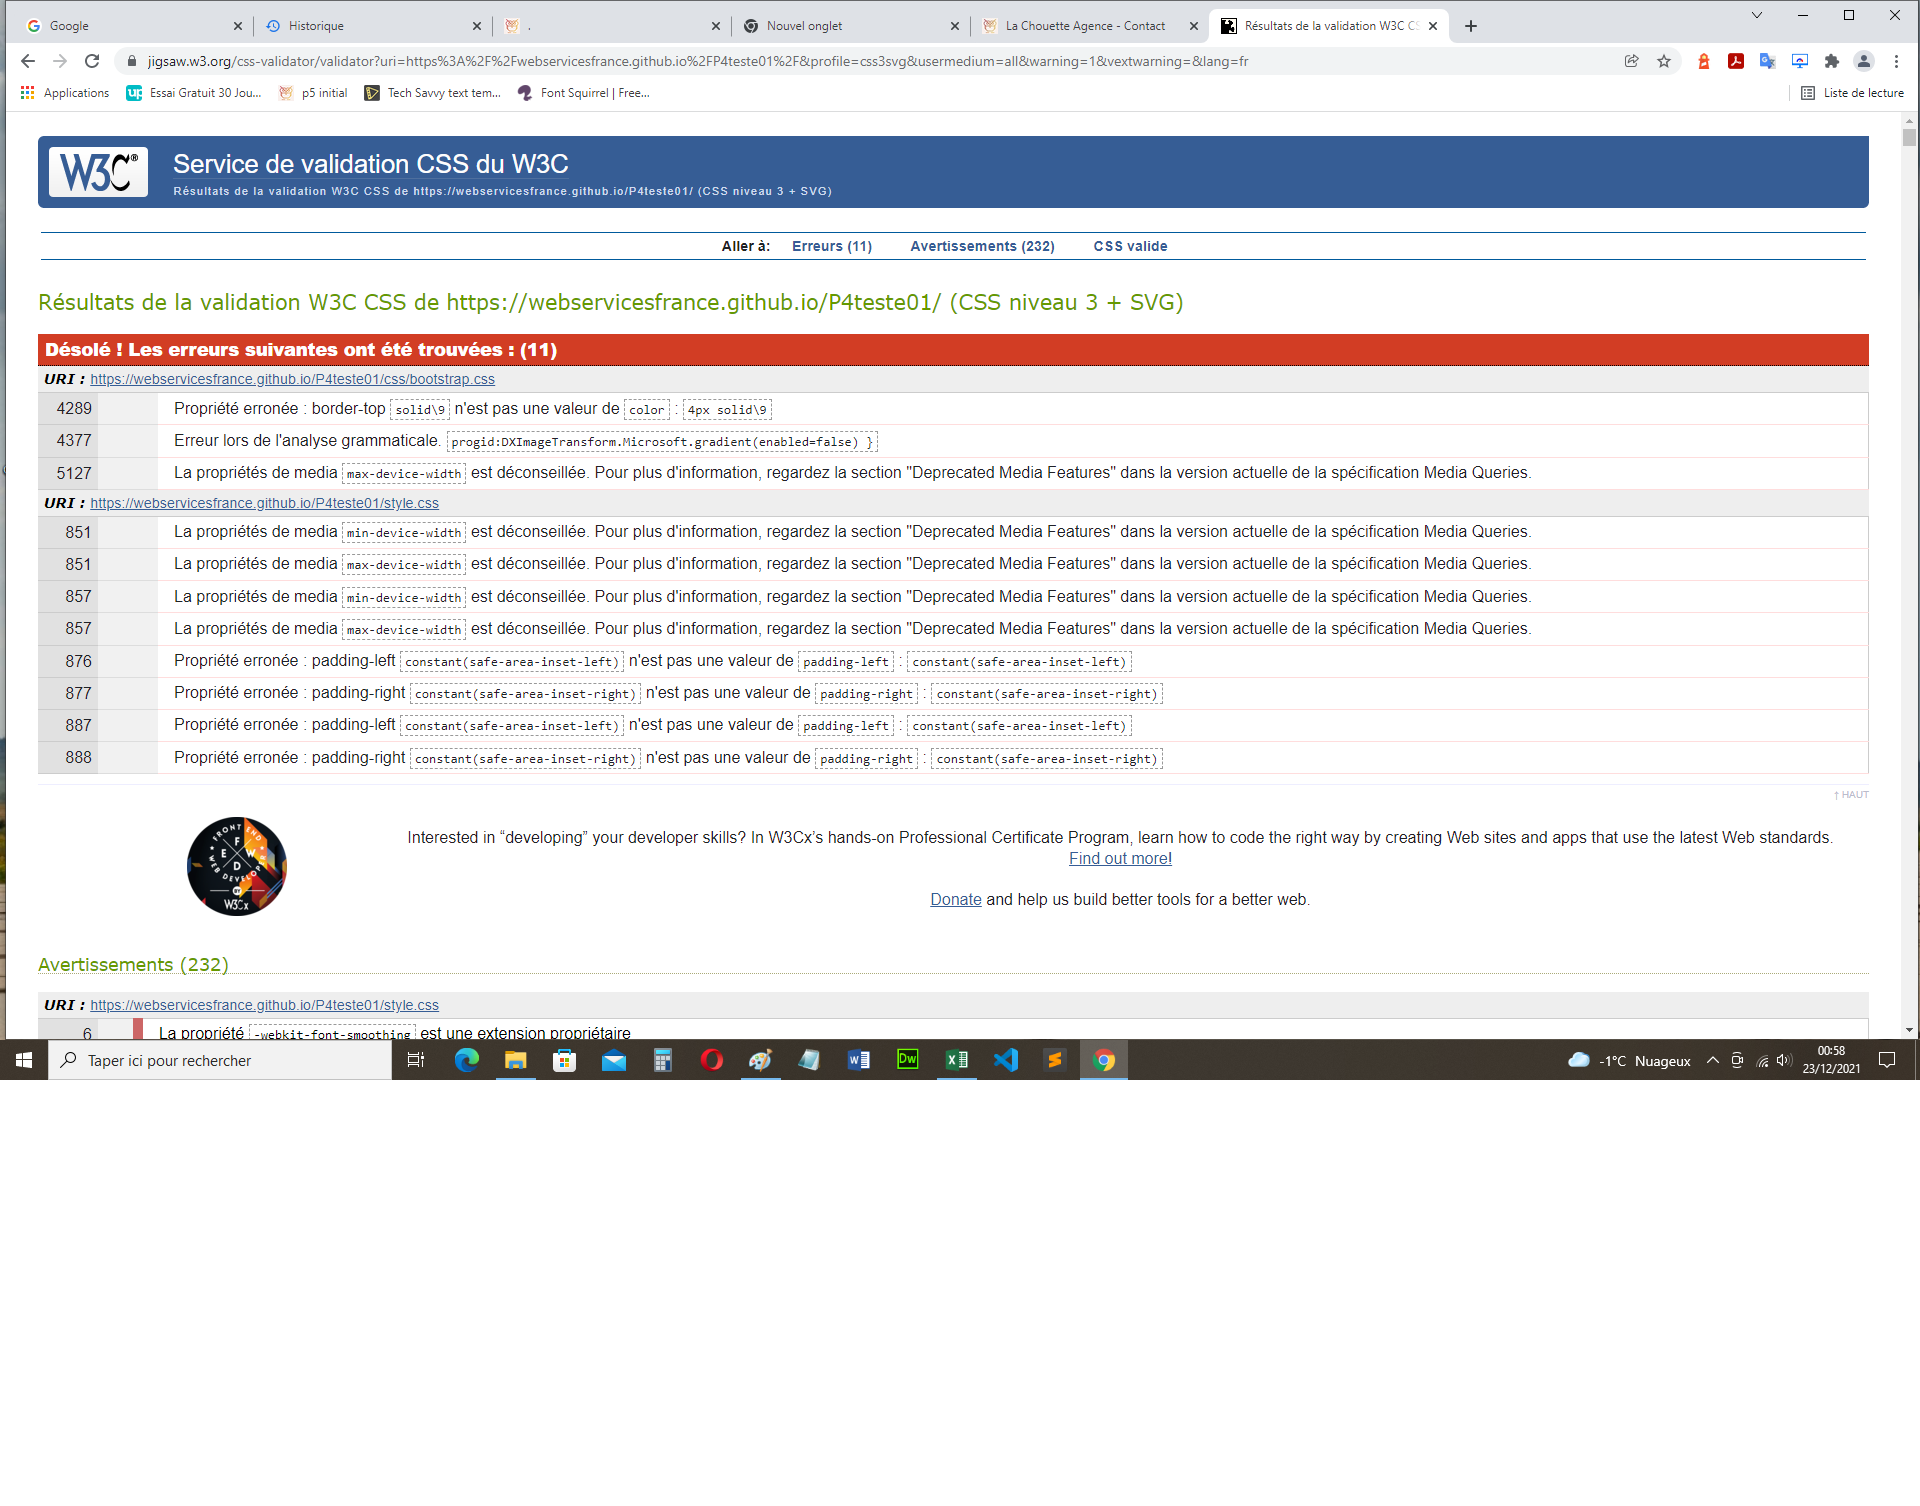 Google
Historique
.
Nouvel onglet
La Chouette Agence - Contact
Résultats de la validation W3C CS
jigsaw.w3.org/css-validator/validator?uri=https%3A%2F%2Fwebservicesfrance.github.io%2FP4teste01%2F&profile=css3svg&usermedium=all&warning=1&vextwarning=&lang=fr
Applications
Essai Gratuit 30 Jou...
p5 initial
Tech Savvy text tem...
Font Squirrel | Free...
Liste de lecture
W3C®
Service de validation CSS du W3C
Résultats de la validation W3C CSS de https://webservicesfrance.github.io/P4teste01/ (CSS niveau 3 + SVG)
Aller à: Erreurs (11) Avertissements (232) CSS valide
Résultats de la validation W3C CSS de https://webservicesfrance.github.io/P4teste01/ (CSS niveau 3 + SVG)
Désolé ! Les erreurs suivantes ont été trouvées : (11)
URI : https://webservicesfrance.github.io/P4teste01/css/bootstrap.css
4289 Propriété erronée : border-top solid\9 n'est pas une valeur de color : 4px solid\9
4377 Erreur lors de l'analyse grammaticale. progid:DXImageTransform.Microsoft.gradient(enabled=false) }
5127 La propriétés de media max-device-width est déconseillée. Pour plus d'information, regardez la section "Deprecated Media Features" dans la version actuelle de la spécification Media Queries.
URI : https://webservicesfrance.github.io/P4teste01/style.css
851 La propriétés de media min-device-width est déconseillée. Pour plus d'information, regardez la section "Deprecated Media Features" dans la version actuelle de la spécification Media Queries.
851 La propriétés de media max-device-width est déconseillée. Pour plus d'information, regardez la section "Deprecated Media Features" dans la version actuelle de la spécification Media Queries.
857 La propriétés de media min-device-width est déconseillée. Pour plus d'information, regardez la section "Deprecated Media Features" dans la version actuelle de la spécification Media Queries.
857 La propriétés de media max-device-width est déconseillée. Pour plus d'information, regardez la section "Deprecated Media Features" dans la version actuelle de la spécification Media Queries.
876 Propriété erronée : padding-left constant(safe-area-inset-left) n'est pas une valeur de padding-left : constant(safe-area-inset-left)
877 Propriété erronée : padding-right constant(safe-area-inset-right) n'est pas une valeur de padding-right : constant(safe-area-inset-right)
887 Propriété erronée : padding-left constant(safe-area-inset-left) n'est pas une valeur de padding-left : constant(safe-area-inset-left)
888 Propriété erronée : padding-right constant(safe-area-inset-right) n'est pas une valeur de padding-right : constant(safe-area-inset-right)
↑ HAUT
FRONT END
F E W D
WEB DEVELOPER
BY
W3Cx
Interested in “developing” your developer skills? In W3Cx’s hands-on Professional Certificate Program, learn how to code the right way by creating Web sites and apps that use the latest Web standards.
Find out more!
Donate and help us build better tools for a better web.
Avertissements (232)
URI : https://webservicesfrance.github.io/P4teste01/style.css
6 La propriété -webkit-font-smoothing est une extension propriétaire
Taper ici pour rechercher
Dw
-1°C Nuageux
00:58
23/12/2021